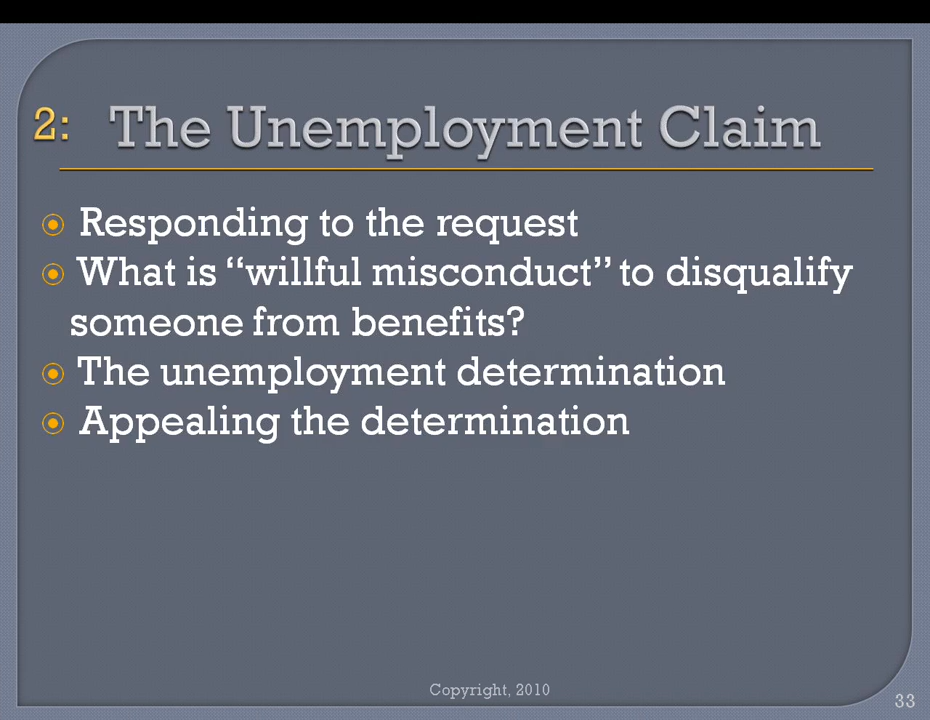 2: The Unemployment Claim
Responding to the request
What is “willful misconduct” to disqualify
someone from benefits?
The unemployment determination
Appealing the determination
Copyright, 2010
33